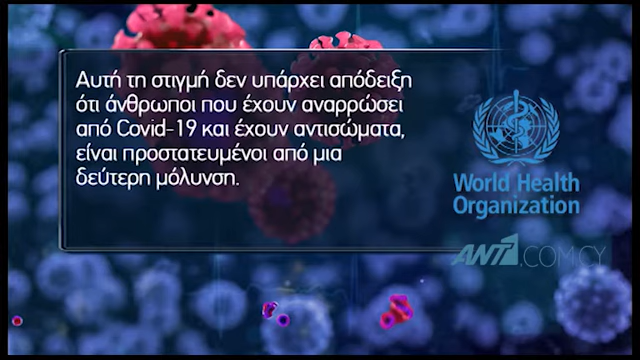 Αυτή τη στιγμή δεν υπάρχει απόδειξη
ότι άνθρωποι που έχουν αναρρώσει
από Covid-19 και έχουν αντισώματα,
είναι προστατευμένοι από μια
δεύτερη μόλυνση.
World Health
Organization
ΑΝΤ1.COM.CY